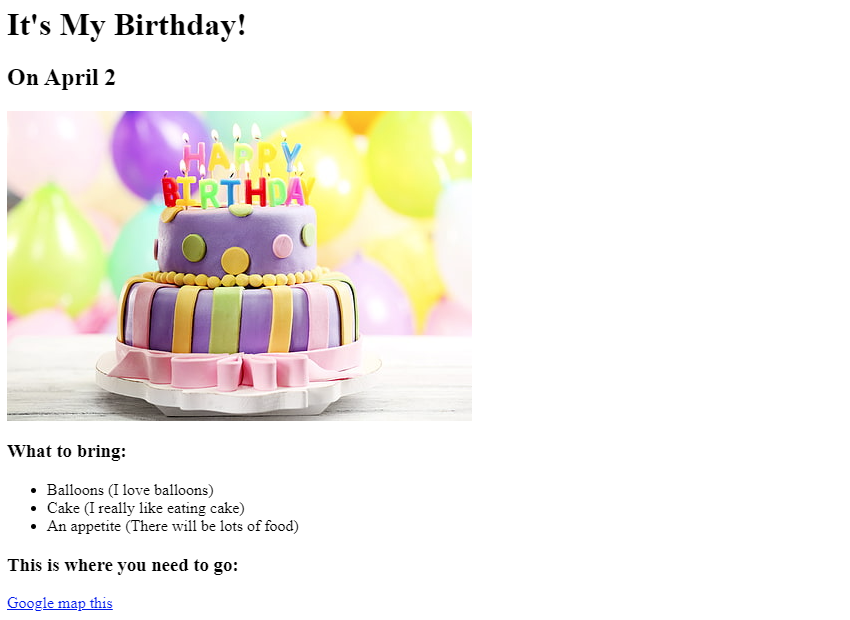 It's My Birthday!
On April 2
HAPPY
BIRTHDAY
What to bring:
Balloons (I love balloons)
Cake (I really like eating cake)
An appetite (There will be lots of food)
This is where you need to go:
Google map this